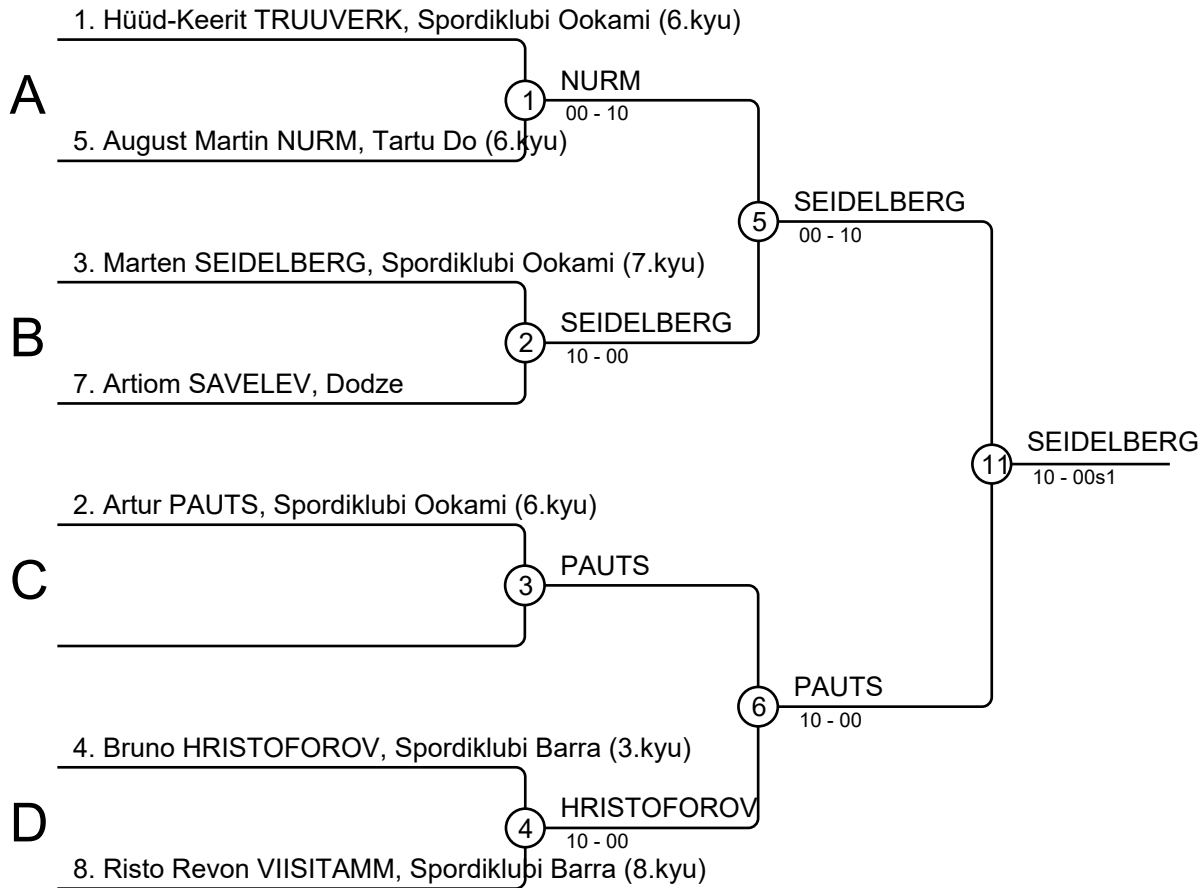 1. Hüüd-Keerit TRUUVERK, Spordiklubi Ookami (6.kyu)
A
1
NURM
00 - 10
5. August Martin NURM, Tartu Do (6.kyu)
5
SEIDELBERG
00 - 10
3. Marten SEIDELBERG, Spordiklubi Ookami (7.kyu)
B
2
SEIDELBERG
10 - 00
7. Artiom SAVELEV, Dodze
11
SEIDELBERG
10 - 00s1
2. Artur PAUTS, Spordiklubi Ookami (6.kyu)
C
3
PAUTS
6
PAUTS
10 - 00
4. Bruno HRISTOFOROV, Spordiklubi Barra (3.kyu)
D
4
HRISTOFOROV
10 - 00
8. Risto Revon VIISITAMM, Spordiklubi Barra (8.kyu)